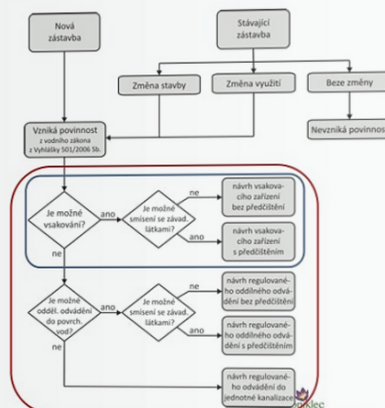 Nová
zástavba
Stávající
zástavba
Změna stavby
Změna využití
Beze změny
Vzniká povinnost
z vodního zákona
z Vyhlášky 501/2006 Sb.
Nevzniká povinnost
Je možné
vsakování?
ano
Je možné
smísení se závad.
látkami?
ne
návrh vsakova-
cího zařízení
bez předčištění
ano
návrh vsakova-
cího zařízení
s předčištěním
ne
Je možné
odděl. odvádění
do povrch.
vod?
ano
Je možné
smísení se závad.
látkami?
ne
návrh regulované-
ho oddílného odvá-
dění bez předčištění
ano
návrh regulované-
ho oddílného odvá-
dění s předčištěním
ne
návrh regulované-
ho odvádění do
jednotné kanalizace